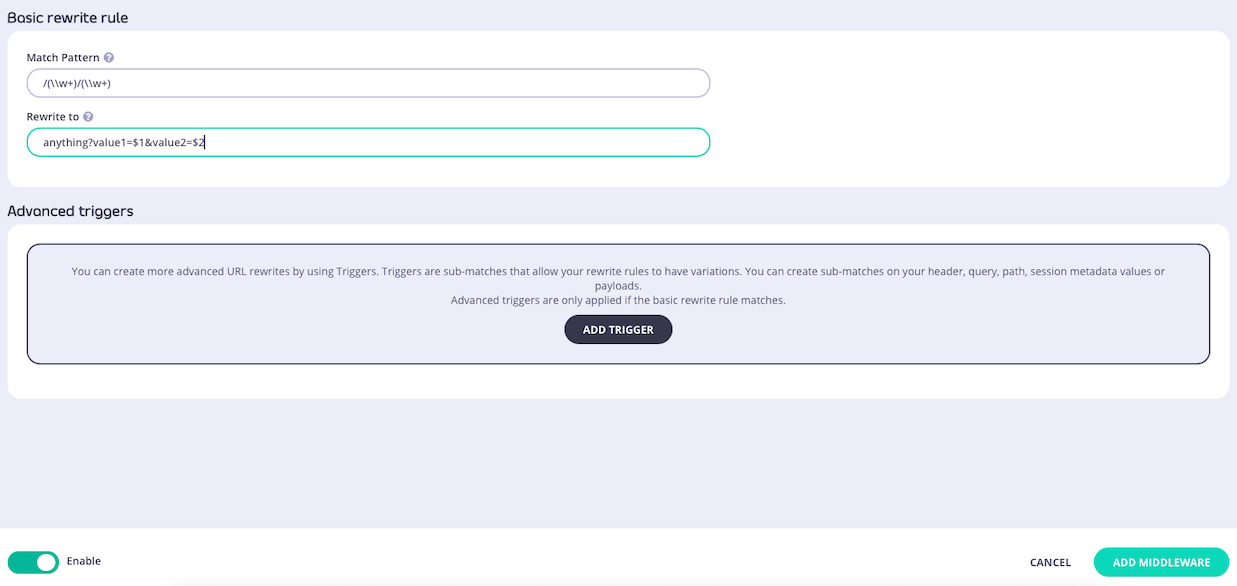 Basic rewrite rule
Match Pattern ?
/(\\w+)/(\\w+)
Rewrite to ?
anything?value1=$1&value2=$2
Advanced triggers
You can create more advanced URL rewrites by using Triggers. Triggers are sub-matches that allow your rewrite rules to have variations. You can create sub-matches on your header, query, path, session metadata values or
payloads.
Advanced triggers are only applied if the basic rewrite rule matches.
ADD TRIGGER
Enable
CANCEL
ADD MIDDLEWARE